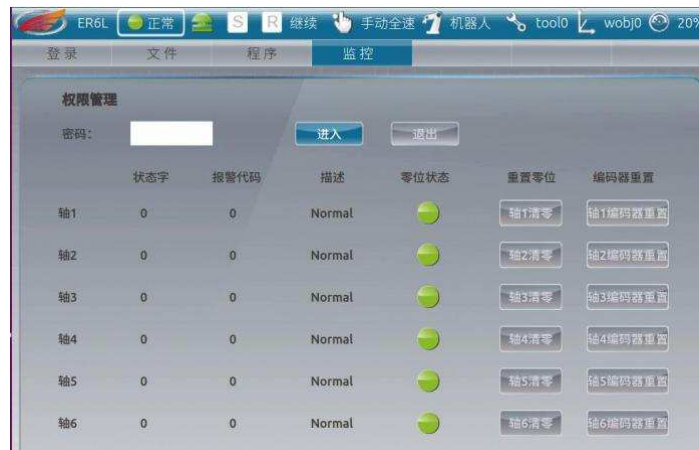 ER6L 正常 S R 继续 手动全速 机器人 tool0 wobj0 20%
登录 文件 程序 监控
权限管理
密码: 进入 退出
状态字 报警代码 描述 零位状态 重置零位 编码器重置
轴1 0 0 Normal 轴1清零 轴1编码器重置
轴2 0 0 Normal 轴2清零 轴2编码器重置
轴3 0 0 Normal 轴3清零 轴3编码器重置
轴4 0 0 Normal 轴4清零 轴4编码器重置
轴5 0 0 Normal 轴5清零 轴5编码器重置
轴6 0 0 Normal 轴6清零 轴6编码器重置